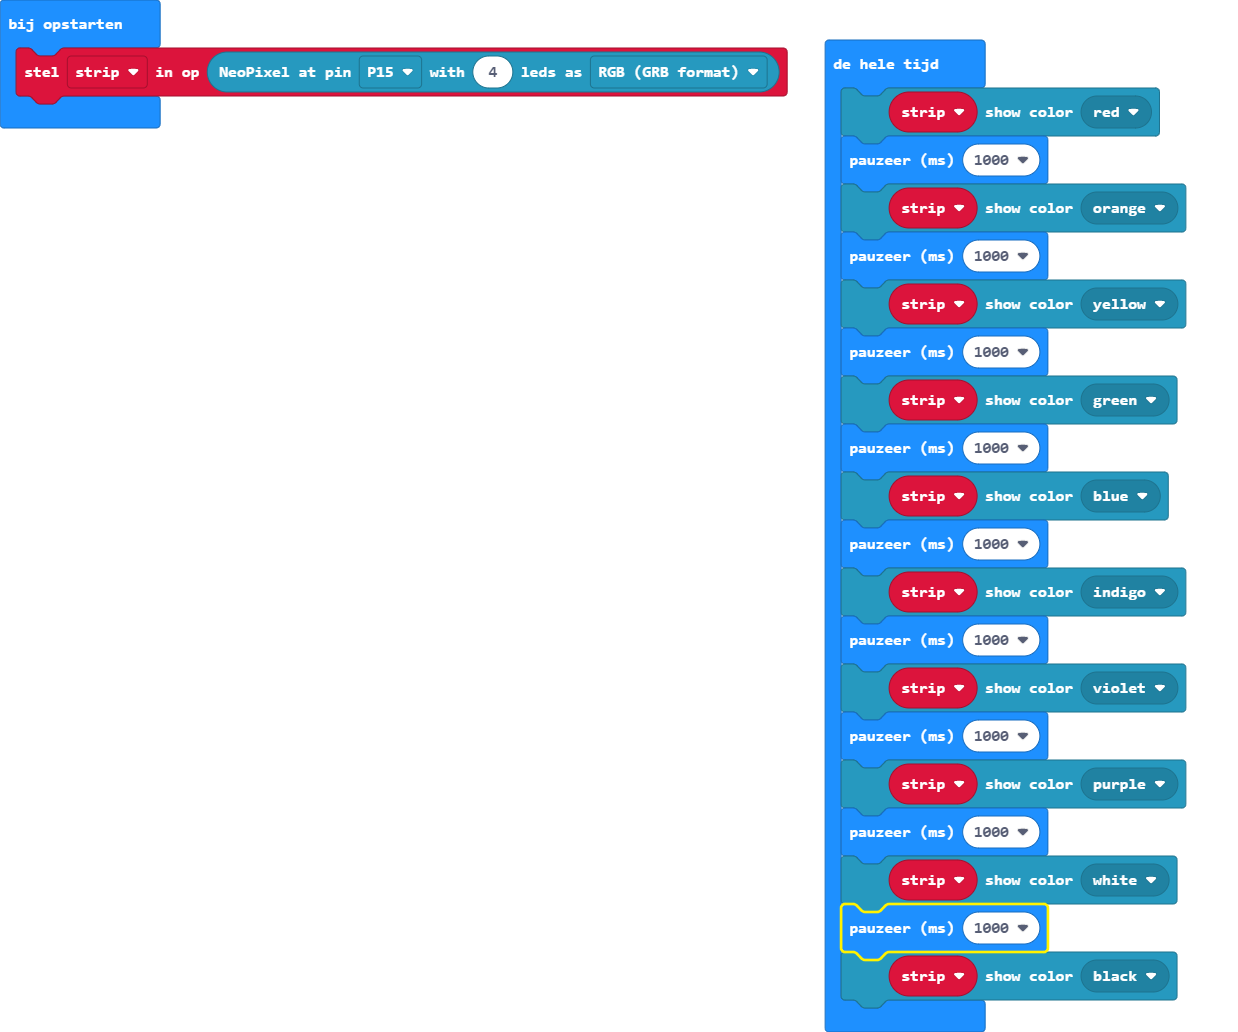 bij opstarten
stel strip in op NeoPixel at pin P15 with 4 leds as RGB (GRB format)
de hele tijd
strip show color red
pauzeer (ms) 1000
strip show color orange
pauzeer (ms) 1000
strip show color yellow
pauzeer (ms) 1000
strip show color green
pauzeer (ms) 1000
strip show color blue
pauzeer (ms) 1000
strip show color indigo
pauzeer (ms) 1000
strip show color violet
pauzeer (ms) 1000
strip show color purple
pauzeer (ms) 1000
strip show color white
pauzeer (ms) 1000
strip show color black